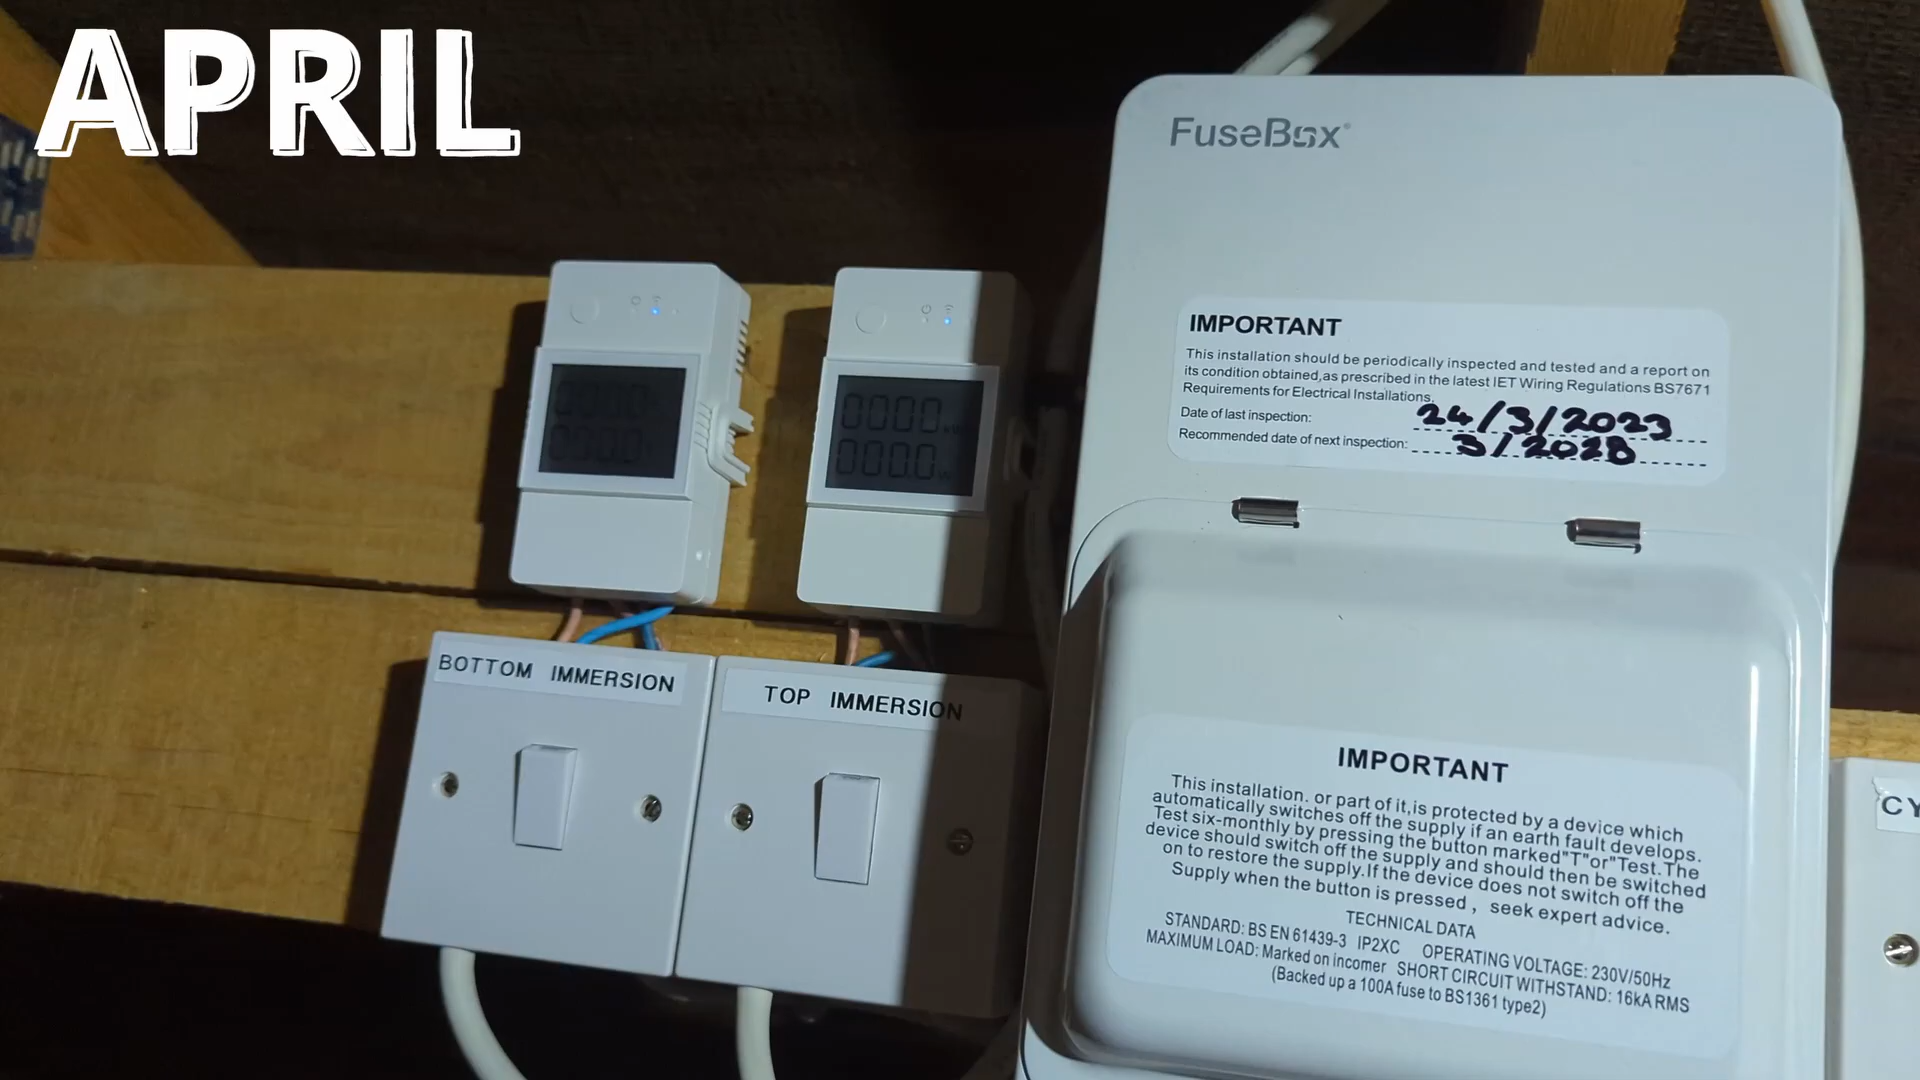 APRIL
FuseBox
IMPORTANT
This installation should be periodically inspected and tested and a report on
its condition obtained,as prescribed in the latest IET Wiring Regulations BS7671
Requirements for Electrical Installations.
Date of last inspection: 24/3/2023
Recommended date of next inspection: 3/2028
0000
0000
0000
000.0
BOTTOM IMMERSION
TOP IMMERSION
IMPORTANT
This installation. or part of it,is protected by a device which
automatically switches off the supply if an earth fault develops.
Test six-monthly by pressing the button marked"T"or"Test.The
device should switch off the supply and should then be switched
on to restore the supply.If the device does not switch off the
Supply when the button is pressed , seek expert advice.
TECHNICAL DATA
STANDARD: BS EN 61439-3 IP2XC OPERATING VOLTAGE: 230V/50Hz
MAXIMUM LOAD: Marked on incomer SHORT CIRCUIT WITHSTAND: 16kA RMS
(Backed up a 100A fuse to BS1361 type2)
CY